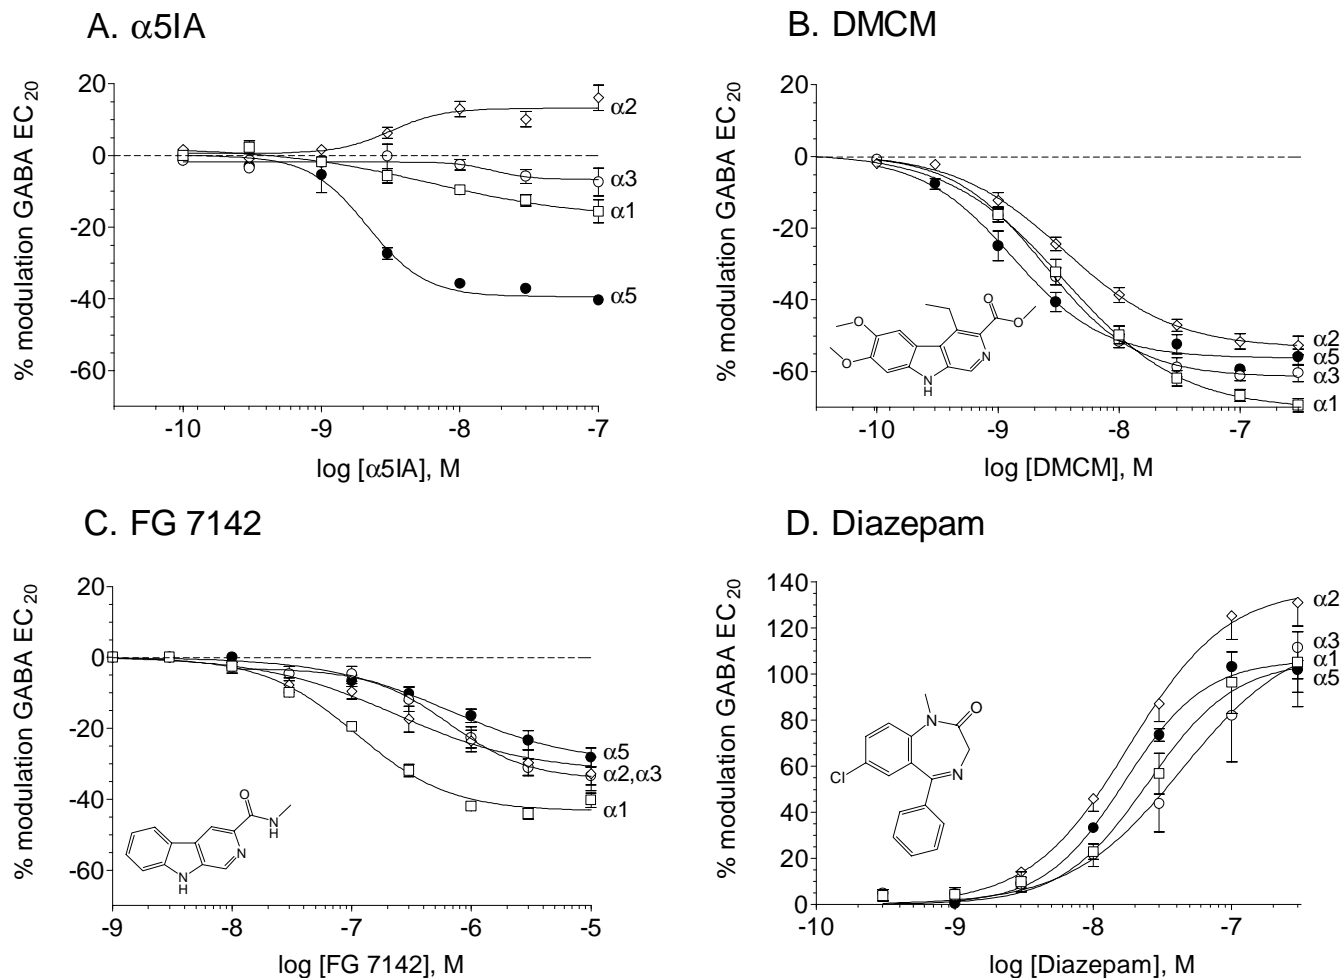 A. α5IA
% modulation GABA EC20
20
0
-20
-40
-60
α2
α3
α1
α5
-10
-9
-8
-7
log [α5IA], M
B. DMCM
% modulation GABA EC20
20
0
-20
-40
-60
O
O
O
O
N
N
H
α2
α5
α3
α1
-10
-9
-8
-7
log [DMCM], M
C. FG 7142
% modulation GABA EC20
20
0
-20
-40
-60
O
N
H
N
N
H
α5
α2,α3
α1
-9
-8
-7
-6
-5
log [FG 7142], M
D. Diazepam
% modulation GABA EC20
140
120
100
80
60
40
20
0
N
O
Cl
N
α2
α3
α1
α5
-10
-9
-8
-7
log [Diazepam], M